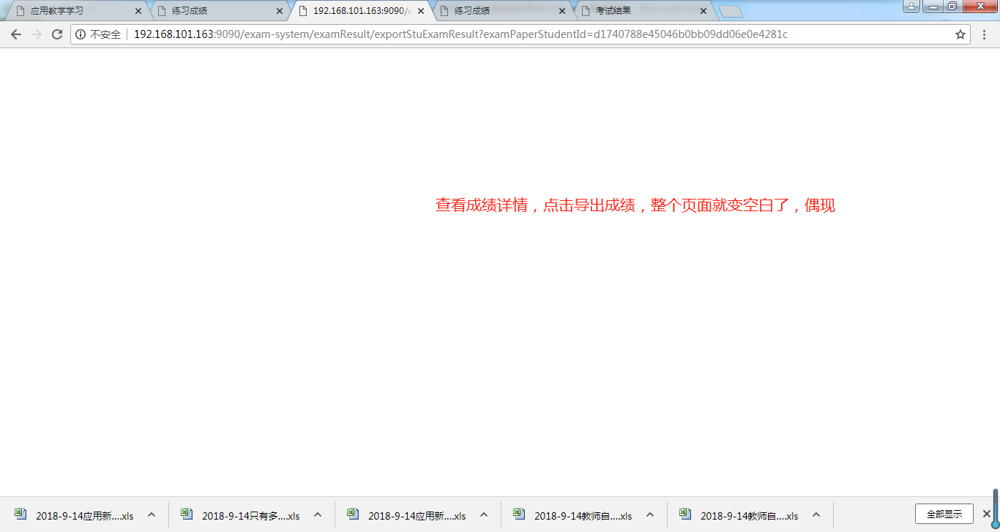 应用教学学习
练习成绩
192.168.101.163:9090/e
练习成绩
考试结果
不安全
192.168.101.163:9090/exam-system/examResult/exportStuExamResult?examPaperStudentId=d1740788e45046b0bb09dd06e0e4281c
查看成绩详情，点击导出成绩，整个页面就变空白了，偶现
2018-9-14应用新....xls
2018-9-14只有多....xls
2018-9-14应用新....xls
2018-9-14教师自....xls
2018-9-14教师自....xls
全部显示